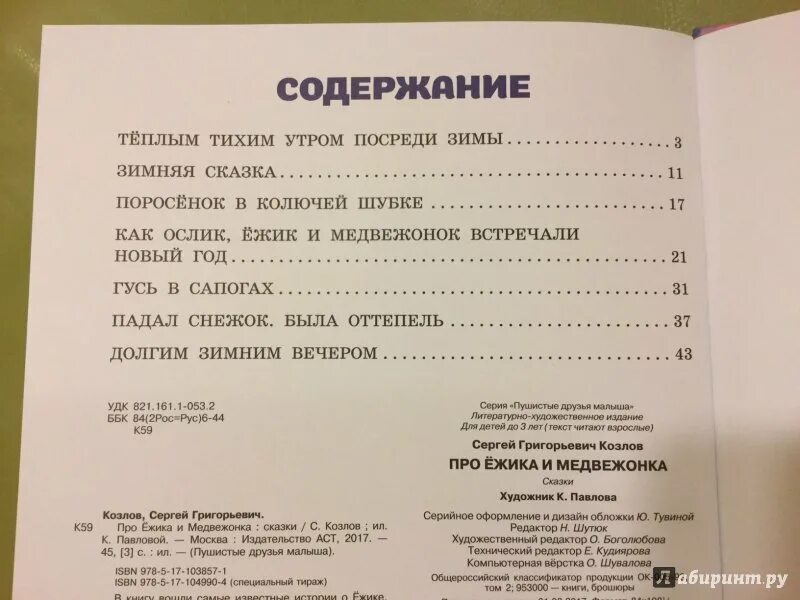 СОДЕРЖАНИЕ
ТЁПЛЫМ ТИХИМ УТРОМ ПОСРЕДИ ЗИМЫ .................... 3
ЗИМНЯЯ СКАЗКА .................... 11
ПОРОСЁНОК В КОЛЮЧЕЙ ШУБКЕ .................... 17
КАК ОСЛИК, ЁЖИК И МЕДВЕЖОНОК ВСТРЕЧАЛИ
НОВЫЙ ГОД .................... 21
ГУСЬ В САПОГАХ .................... 31
ПАДАЛ СНЕЖОК. БЫЛА ОТТЕПЕЛЬ .................... 37
ДОЛГИМ ЗИМНИМ ВЕЧЕРОМ .................... 43
УДК 821.161.1-053.2
ББК 84(2Рос=Рус)6-44
К59
Козлов, Сергей Григорьевич.
К59 Про Ёжика и Медвежонка : сказки / С. Козлов ; ил.
К. Павловой. — Москва : Издательство АСТ, 2017. —
45, [3] с. : ил. — (Пушистые друзья малыша).
ISBN 978-5-17-103857-1
ISBN 978-5-17-104990-4 (специальный тираж)
В книгу вошли самые известные истории о Ёжике,
Серия «Пушистые друзья малыша»
Литературно-художественное издание
Для детей до 3 лет (текст читают взрослые)
Сергей Григорьевич Козлов
ПРО ЁЖИКА И МЕДВЕЖОНКА
Сказки
Художник К. Павлова
Серийное оформление и дизайн обложки Ю. Тувиной
Редактор Н. Шутюк
Художественный редактор О. Боголюбова
Технический редактор Е. Кудиярова
Компьютерная вёрстка О. Шувалова
Общероссийский классификатор продукции
том 2; 953000 — книги, брошюры
Лабиринт.ру